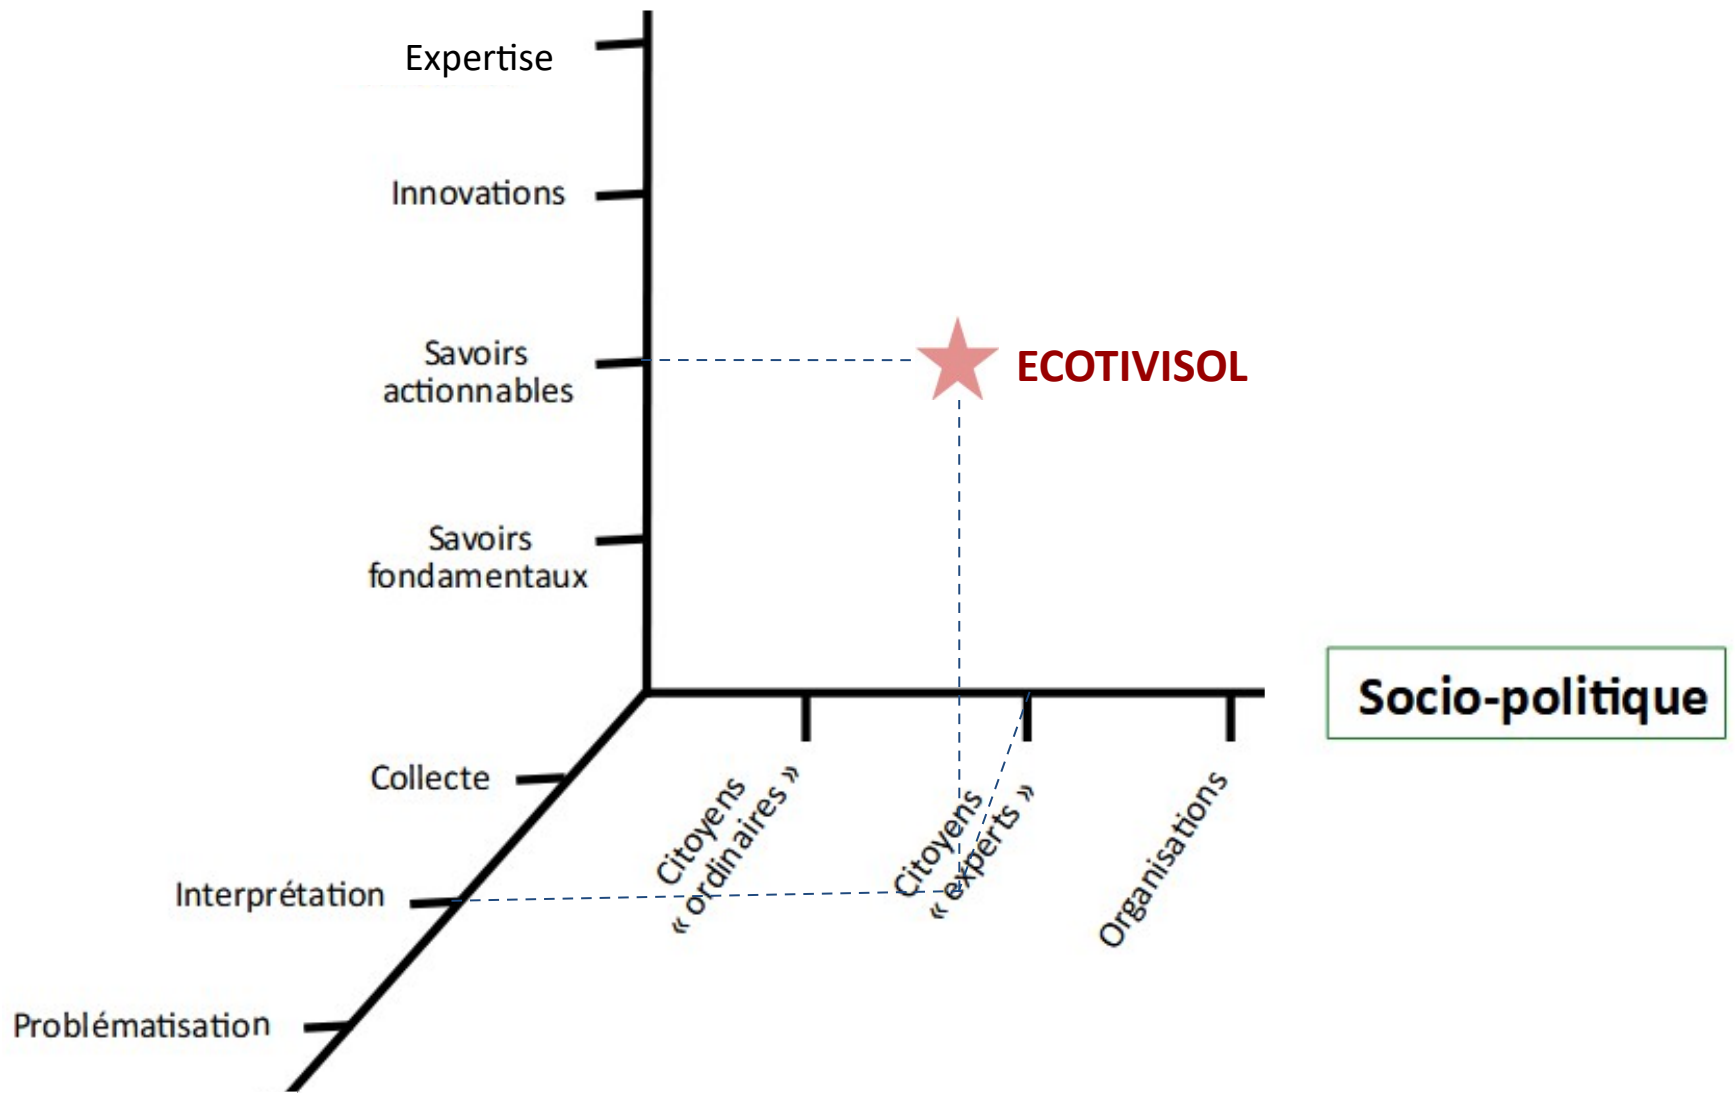 Expertise
Innovations
Savoirs
actionnables
ECOTIVISOL
Savoirs
fondamentaux
Socio-politique
Collecte
Citoyens
« ordinaires »
Citoyens
« experts »
Organisations
Interprétation
Problématisation